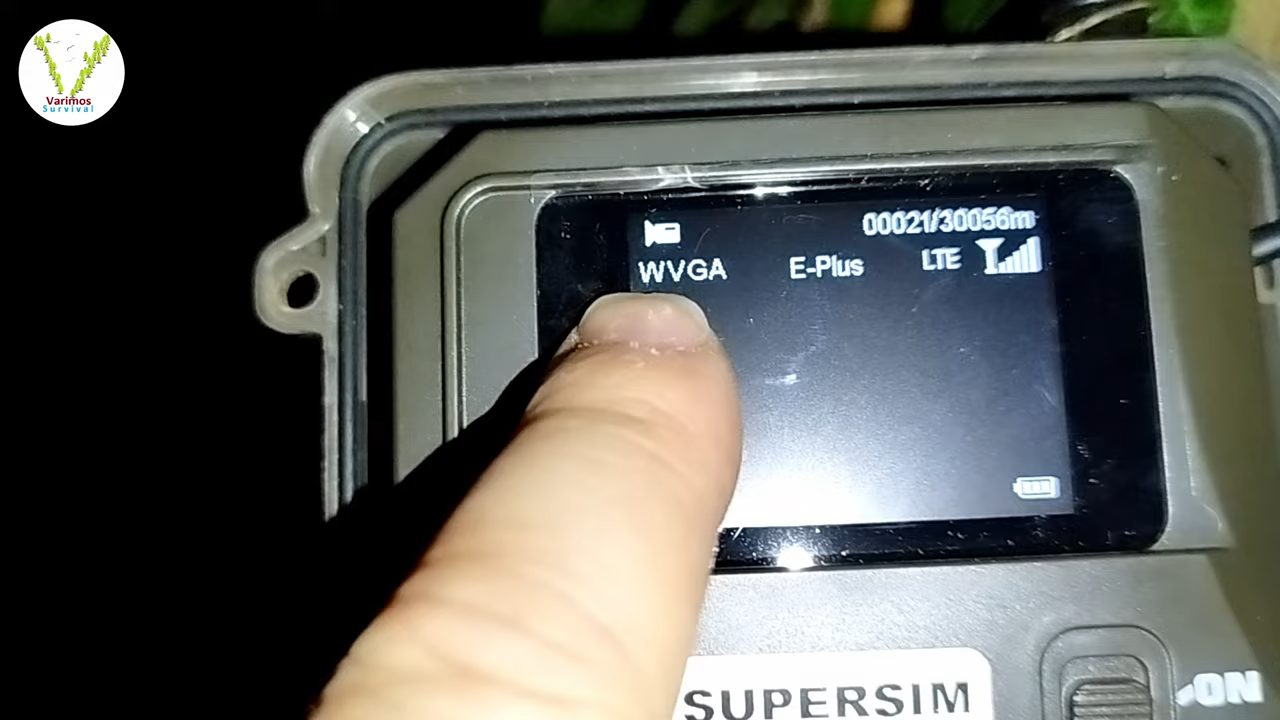 Varimos
Survival
00021/30056m
WVGA E-Plus LTE
SUPERSIM
ON